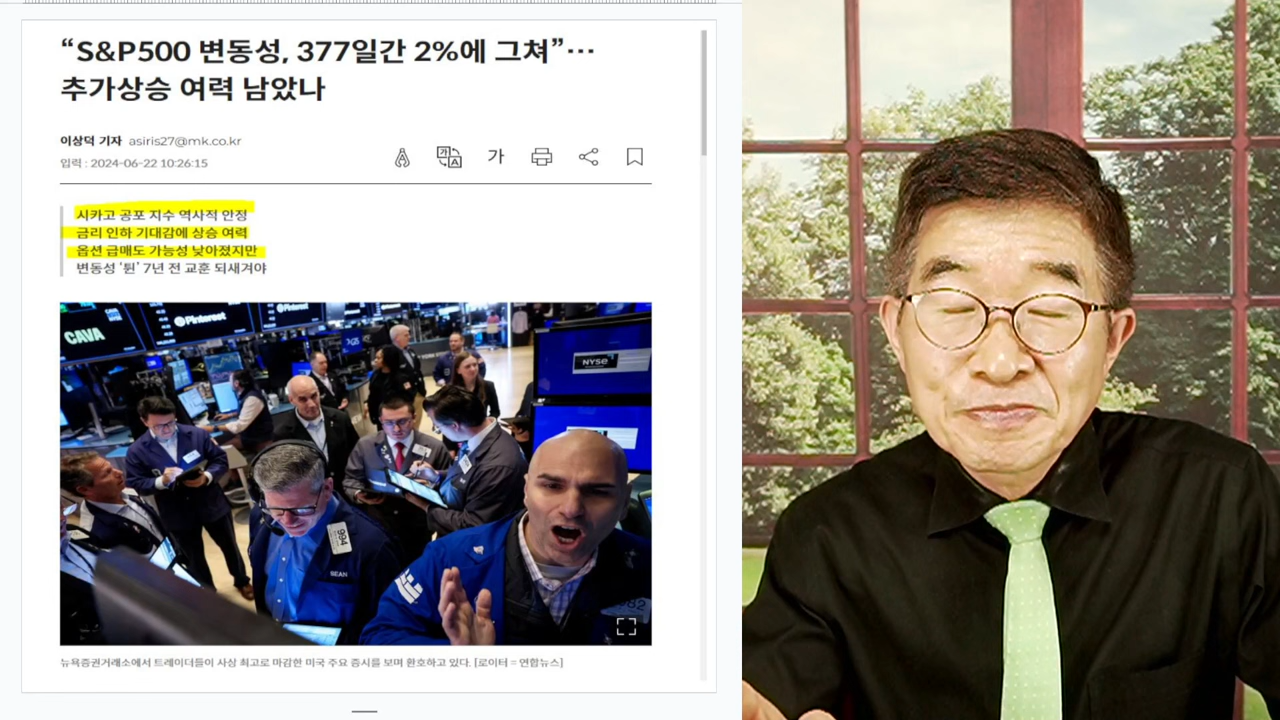 “S&P500 변동성, 377일간 2%에 그쳐”…
추가상승 여력 남았나
이상덕 기자 asiris27@mk.co.kr
입력 : 2024-06-22 10:26:15
가
시카고 공포 지수 역사적 안정
금리 인하 기대감에 상승 여력
옵션 급매도 가능성 낮아졌지만
변동성 ‘튄’ 7년 전 교훈 되새겨야
CAVA
Pinterest
Pinterest
NYSE
994
SEAN
뉴욕증권거래소에서 트레이더들이 사상 최고로 마감한 미국 주요 증시를 보며 환호하고 있다. [로이터 = 연합뉴스]